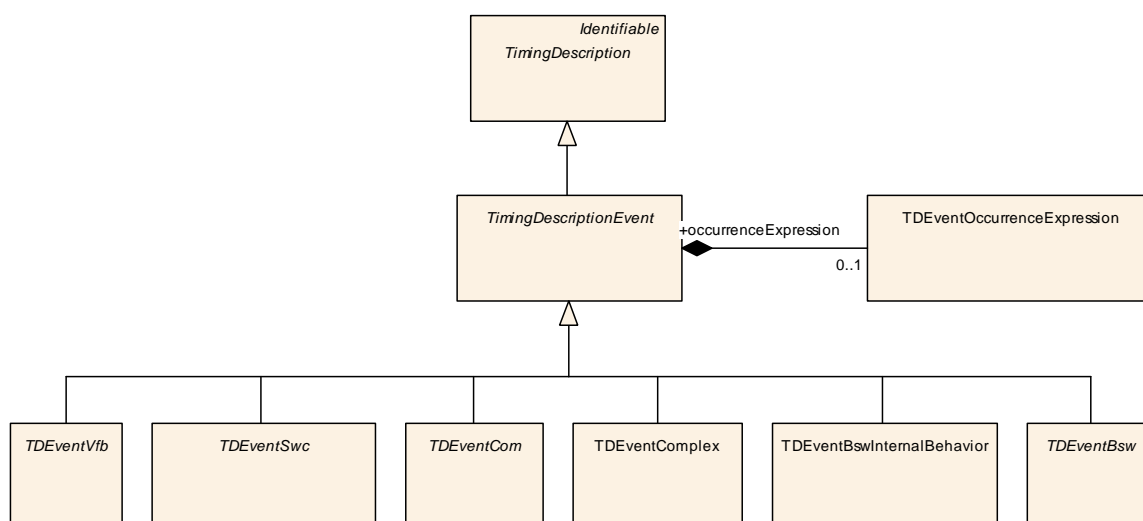 Identifiable
TimingDescription
TimingDescriptionEvent
+occurrenceExpression
0..1
TDEventOccurrenceExpression
TDEventVfb
TDEventSwc
TDEventCom
TDEventComplex
TDEventBswInternalBehavior
TDEventBsw